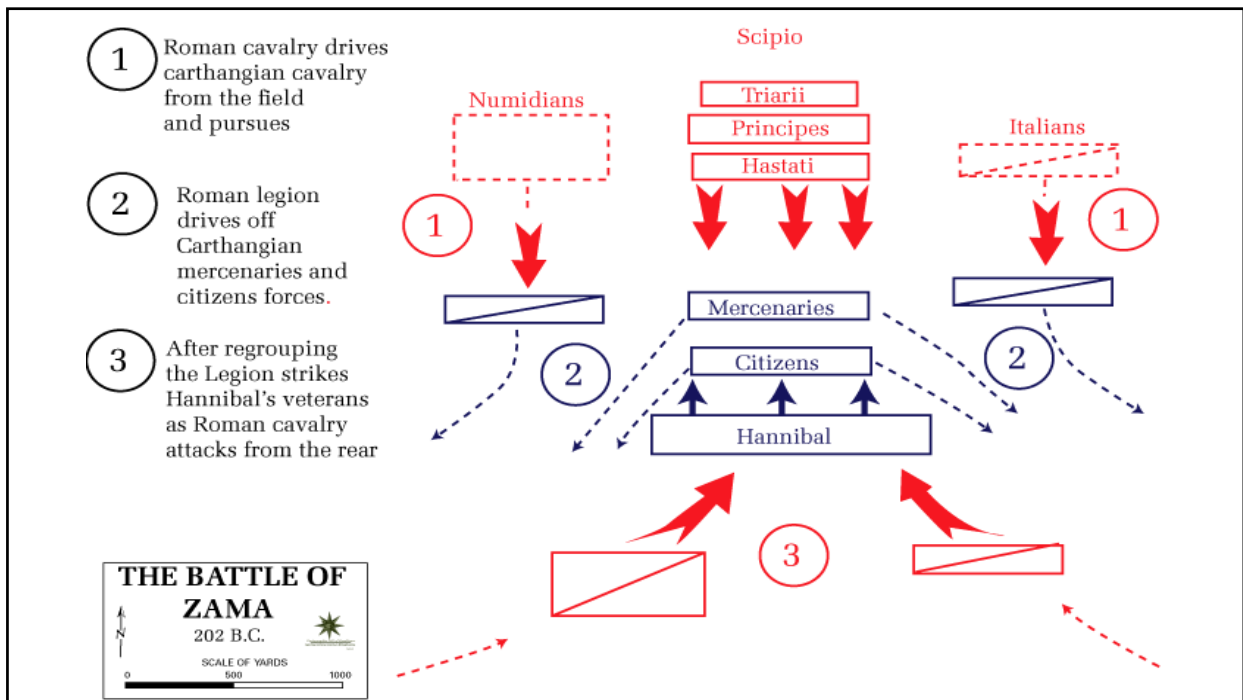 1
Roman cavalry drives
carthangian cavalry
from the field
and pursues
2
Roman legion
drives off
Carthangian
mercenaries and
citizens forces.
3
After regrouping
the Legion strikes
Hannibal's veterans
as Roman cavalry
attacks from the rear
Scipio
Numidians
Triarii
Principes
Hastati
Italians
1
1
Mercenaries
Citizens
Hannibal
2
2
3
THE BATTLE OF
ZAMA
202 B.C.
N
SCALE OF YARDS
0 500 1000